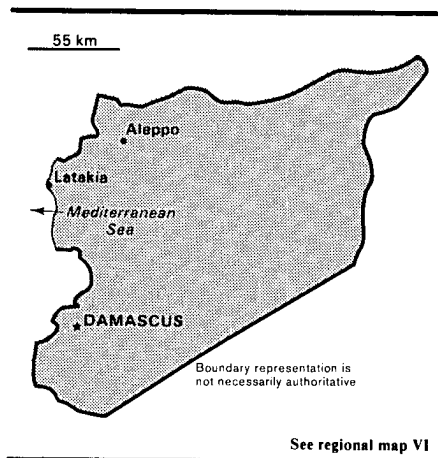 55 km
Aleppo
Latakia
Mediterranean
Sea
DAMASCUS
Boundary representation is
not necessarily authoritative
See regional map VI